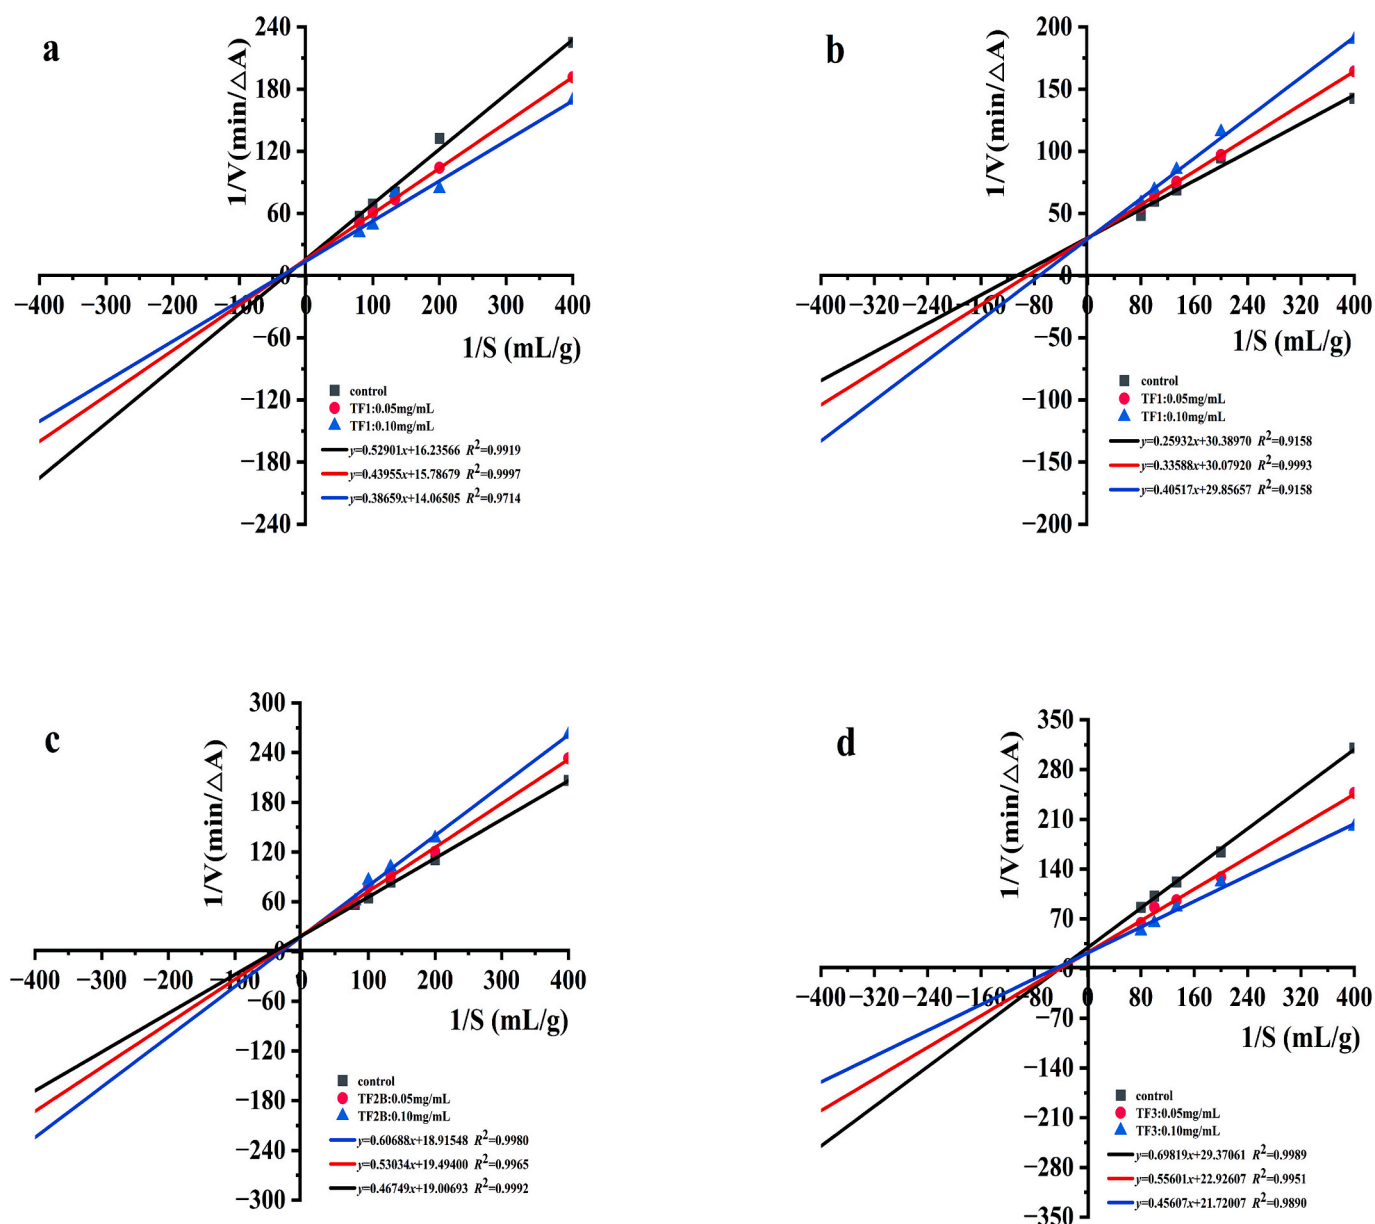 a
1/V(min/△A)
240
180
120
60
0
−60
−120
−180
−240
−400 −300 −200 −100 0 100 200 300 400
1/S (mL/g)
control
TF1:0.05mg/mL
TF1:0.10mg/mL
y=0.52901x+16.23566 R²=0.9919
y=0.43955x+15.78679 R²=0.9997
y=0.38659x+14.06505 R²=0.9714
b
1/V(min/△A)
200
150
100
50
0
−50
−100
−150
−200
−400 −320 −240 −160 −80 0 80 160 240 320 400
1/S (mL/g)
control
TF1:0.05mg/mL
TF1:0.10mg/mL
y=0.25932x+30.38970 R²=0.9158
y=0.33588x+30.07920 R²=0.9993
y=0.40517x+29.85657 R²=0.9158
c
1/V(min/△A)
300
240
180
120
60
0
−60
−120
−180
−240
−300
−400 −300 −200 −100 0 100 200 300 400
1/S (mL/g)
control
TF2B:0.05mg/mL
TF2B:0.10mg/mL
y=0.60688x+18.91548 R²=0.9980
y=0.53034x+19.49400 R²=0.9965
y=0.46749x+19.00693 R²=0.9992
d
1/V(min/△A)
350
280
210
140
70
0
−70
−140
−210
−280
−350
−400 −320 −240 −160 −80 0 80 160 240 320 400
1/S (mL/g)
control
TF3:0.05mg/mL
TF3:0.10mg/mL
y=0.69819x+29.37061 R²=0.9989
y=0.55601x+22.92607 R²=0.9951
y=0.45607x+21.72007 R²=0.9890